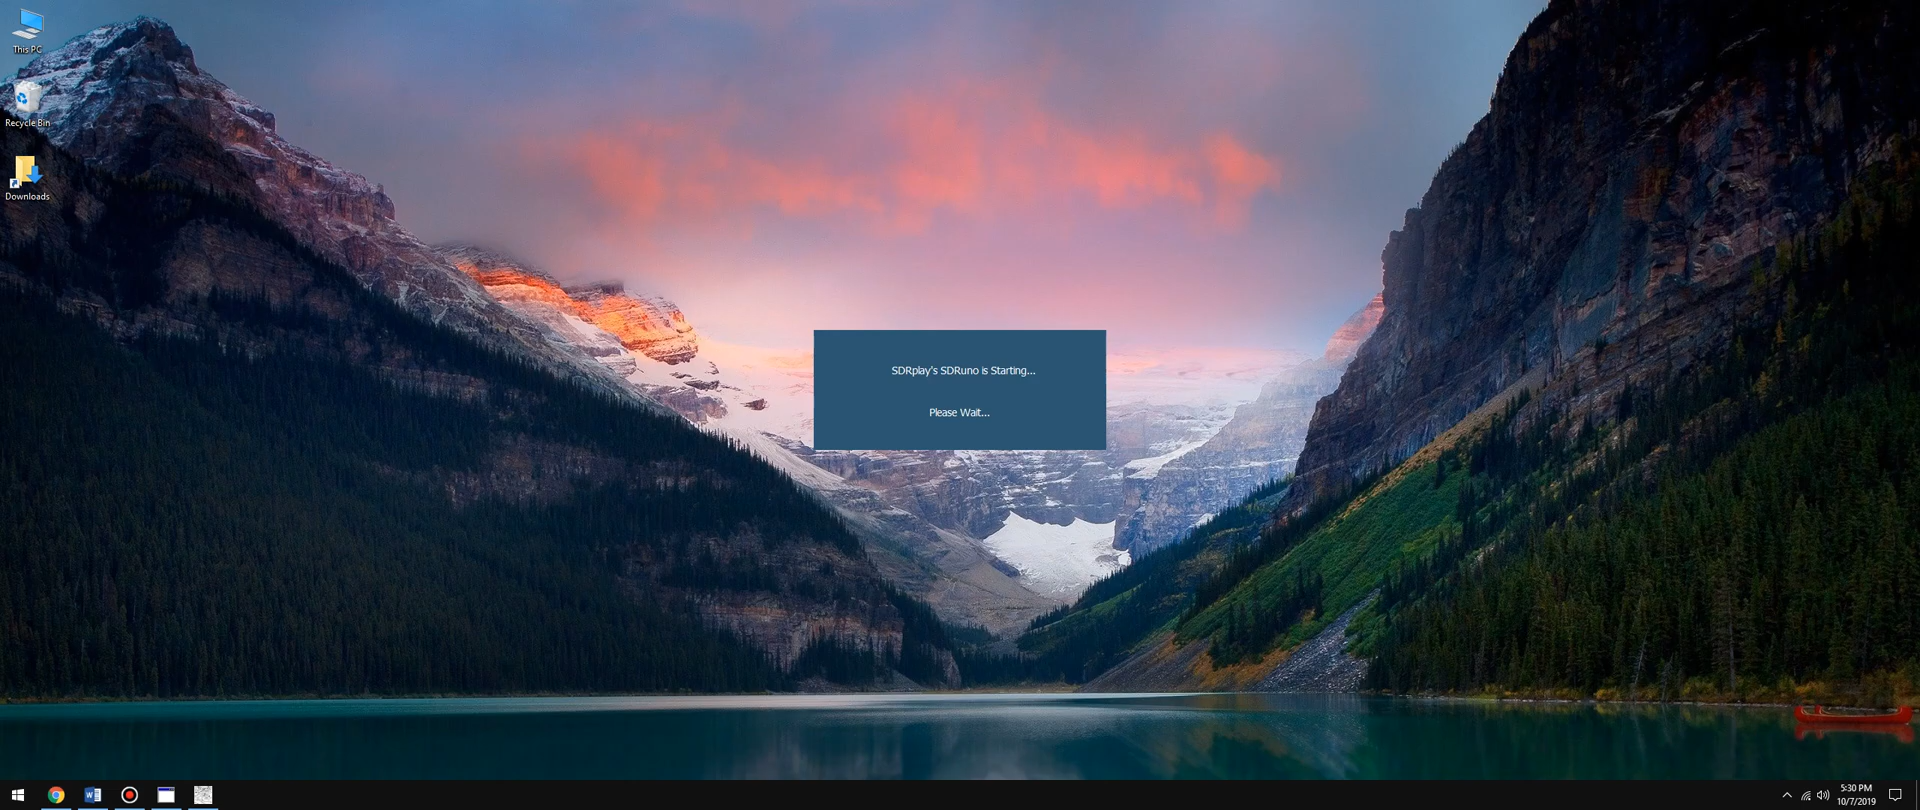 This PC
Recycle Bin
Downloads
SDRplay's SDRuno is Starting...
Please Wait...
5:30 PM
10/7/2019